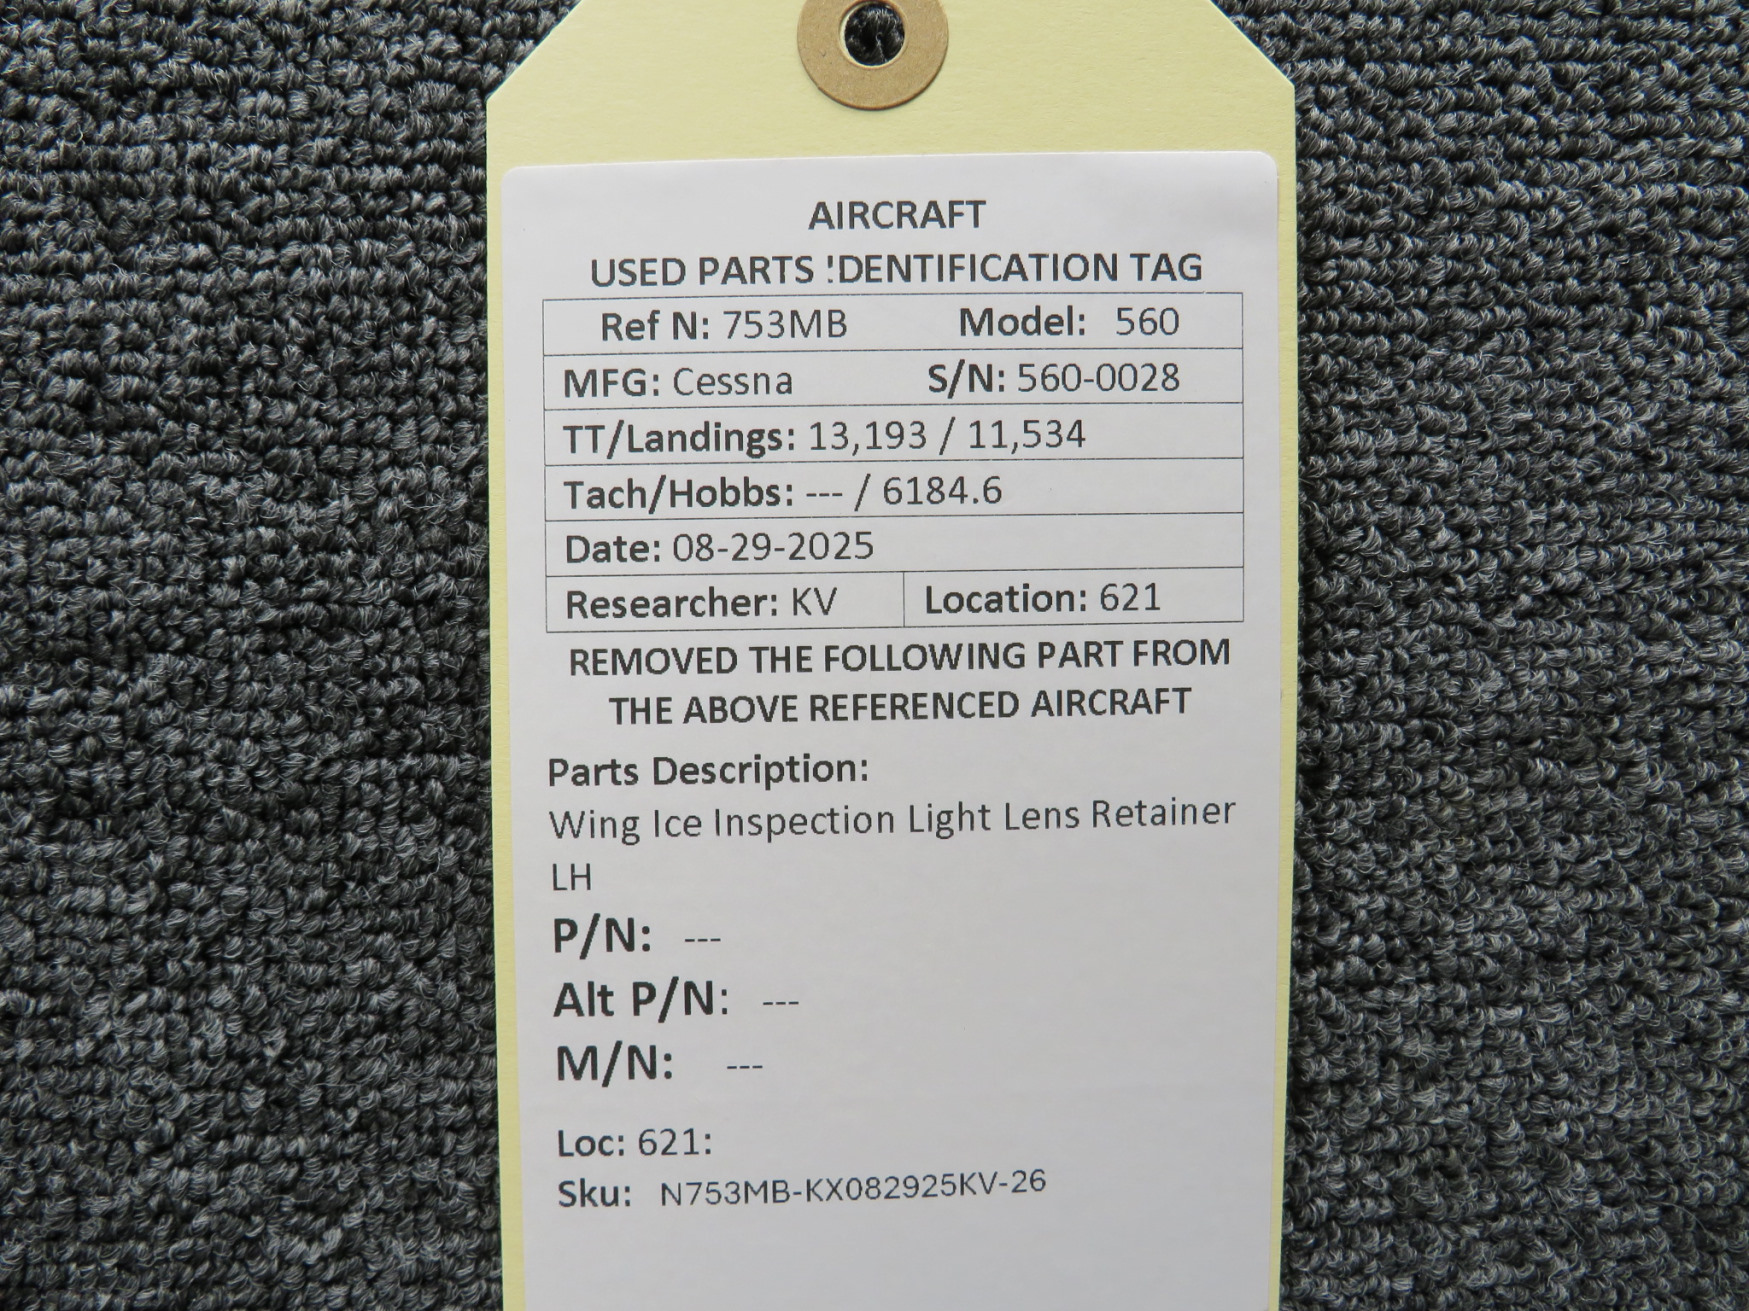 AIRCRAFT
USED PARTS !DENTIFICATION TAG
Ref N: 753MB Model: 560
MFG: Cessna S/N: 560-0028
TT/Landings: 13,193 / 11,534
Tach/Hobbs: --- / 6184.6
Date: 08-29-2025
Researcher: KV Location: 621
REMOVED THE FOLLOWING PART FROM
THE ABOVE REFERENCED AIRCRAFT
Parts Description:
Wing Ice Inspection Light Lens Retainer
LH
P/N: ---
Alt P/N: ---
M/N: ---
Loc: 621:
Sku: N753MB-KX082925KV-26